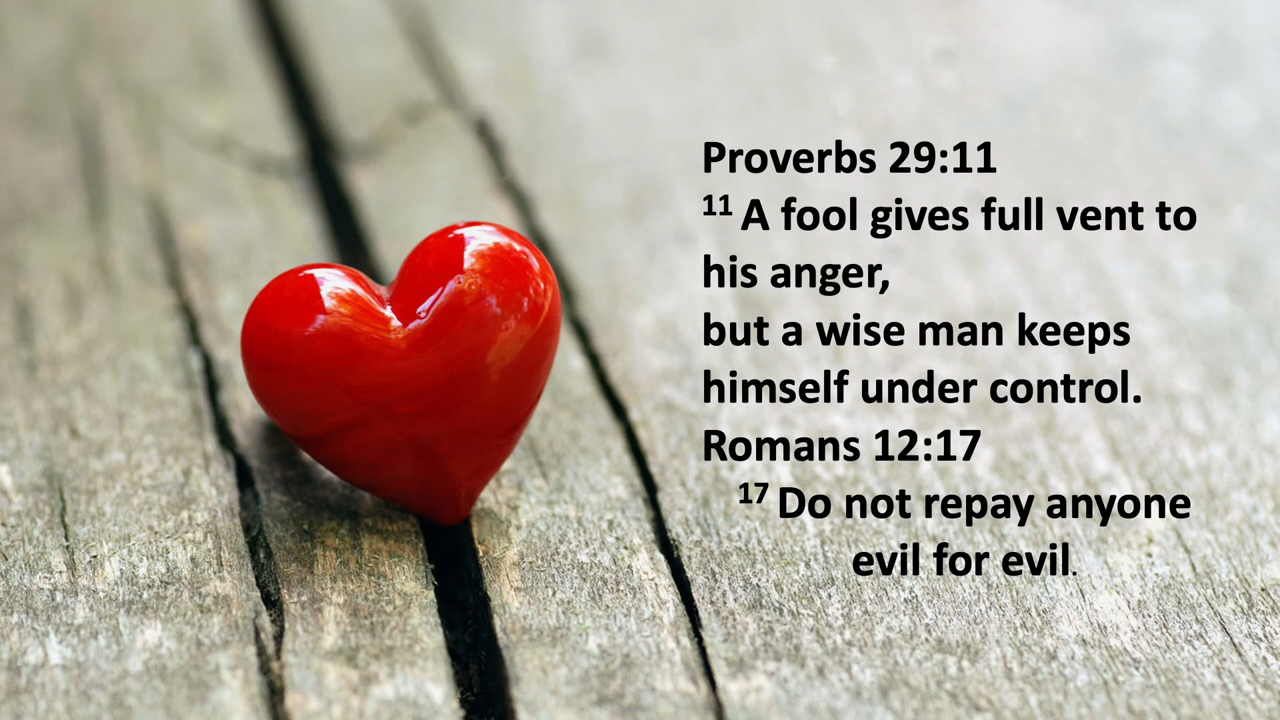 Proverbs 29:11
11 A fool gives full vent to
his anger,
but a wise man keeps
himself under control.
Romans 12:17
17 Do not repay anyone
evil for evil.